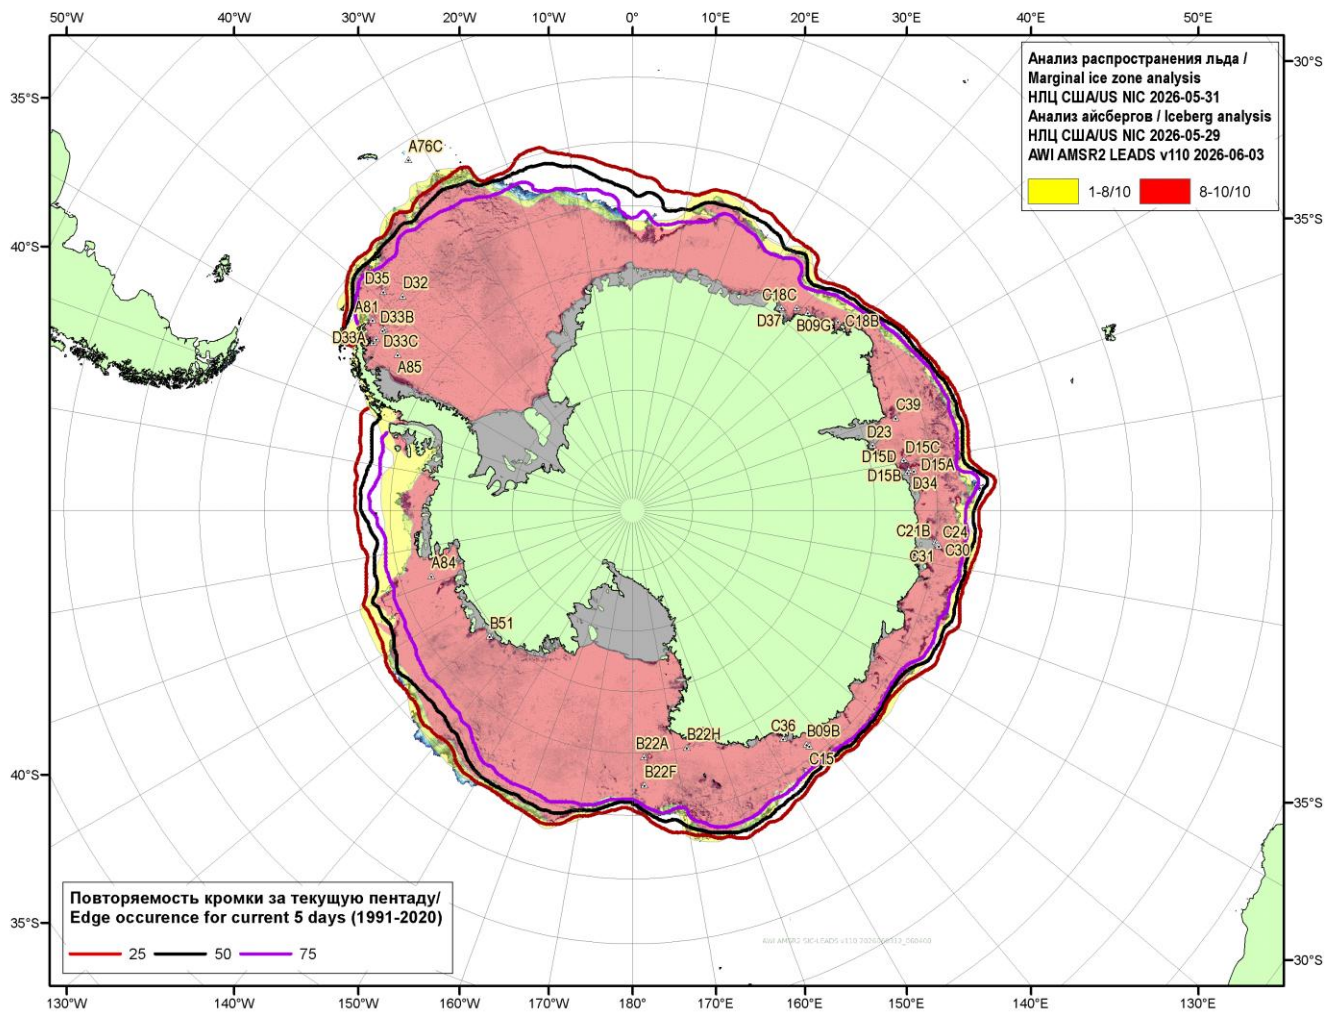 50°W 40°W 30°W 20°W 10°W 0° 10°E 20°E 30°E 40°E 50°E
Анализ распространения льда /
Marginal ice zone analysis
НЛЦ США/US NIC 2026-05-31
Анализ айсбергов / Iceberg analysis
НЛЦ США/US NIC 2026-05-29
AWI AMSR2 LEADS v110 2026-06-03
1-8/10 8-10/10
30°S
35°S
A76C
35°S
40°S
D35 D32
C18C
A81 D33B
D37 B09G C18B
D33A D33C
A85
C39
D23
D15C
D15D D15A
D15B D34
C21B C24
C31 C30
A84
B51
B22A B22H C36 B09B
C15
B22F
40°S
35°S
Повторяемость кромки за текущую пентаду/
Edge occurence for current 5 days (1991-2020)
25 50 75
35°S
30°S
130°W 140°W 150°W 160°W 170°W 180° 170°E 160°E 150°E 140°E 130°E